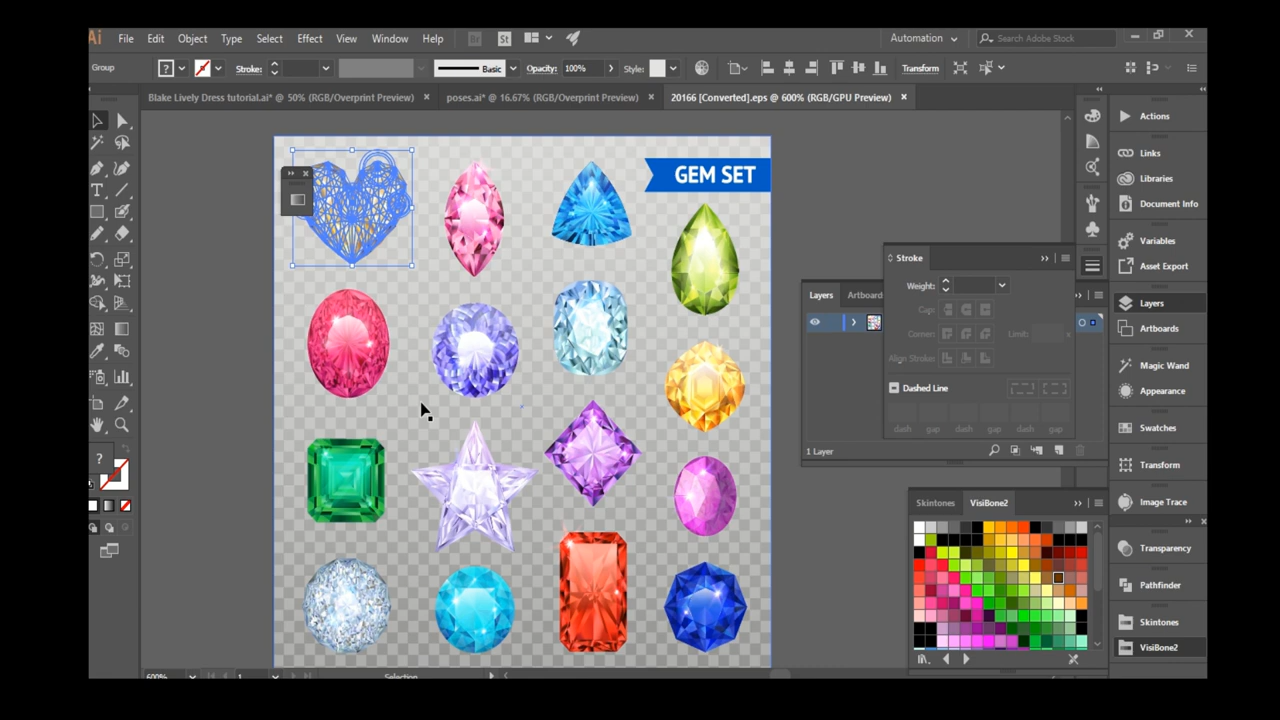 Ai File Edit Object Type Select Effect View Window Help Br St Automation Search Adobe Stock
Group ? Stroke: Basic Opacity: 100% Style: Transform
Blake Lively Dress tutorial.ai* @ 50% (RGB/Overprint Preview) × poses.ai* @ 16.67% (RGB/Overprint Preview) × 20166 [Converted].eps @ 600% (RGB/GPU Preview) ×
GEM SET
Stroke
Weight:
Cap:
Corner: Limit:
Align Stroke:
Dashed Line
dash gap dash gap dash gap
Layers Artboard
1 Layer
Skintones VisiBone2
Actions
Links
Libraries
Document Info
Variables
Asset Export
Layers
Artboards
Magic Wand
Appearance
Swatches
Transform
Image Trace
Transparency
Pathfinder
Skintones
VisiBone2
T
?
600% 1 Selection